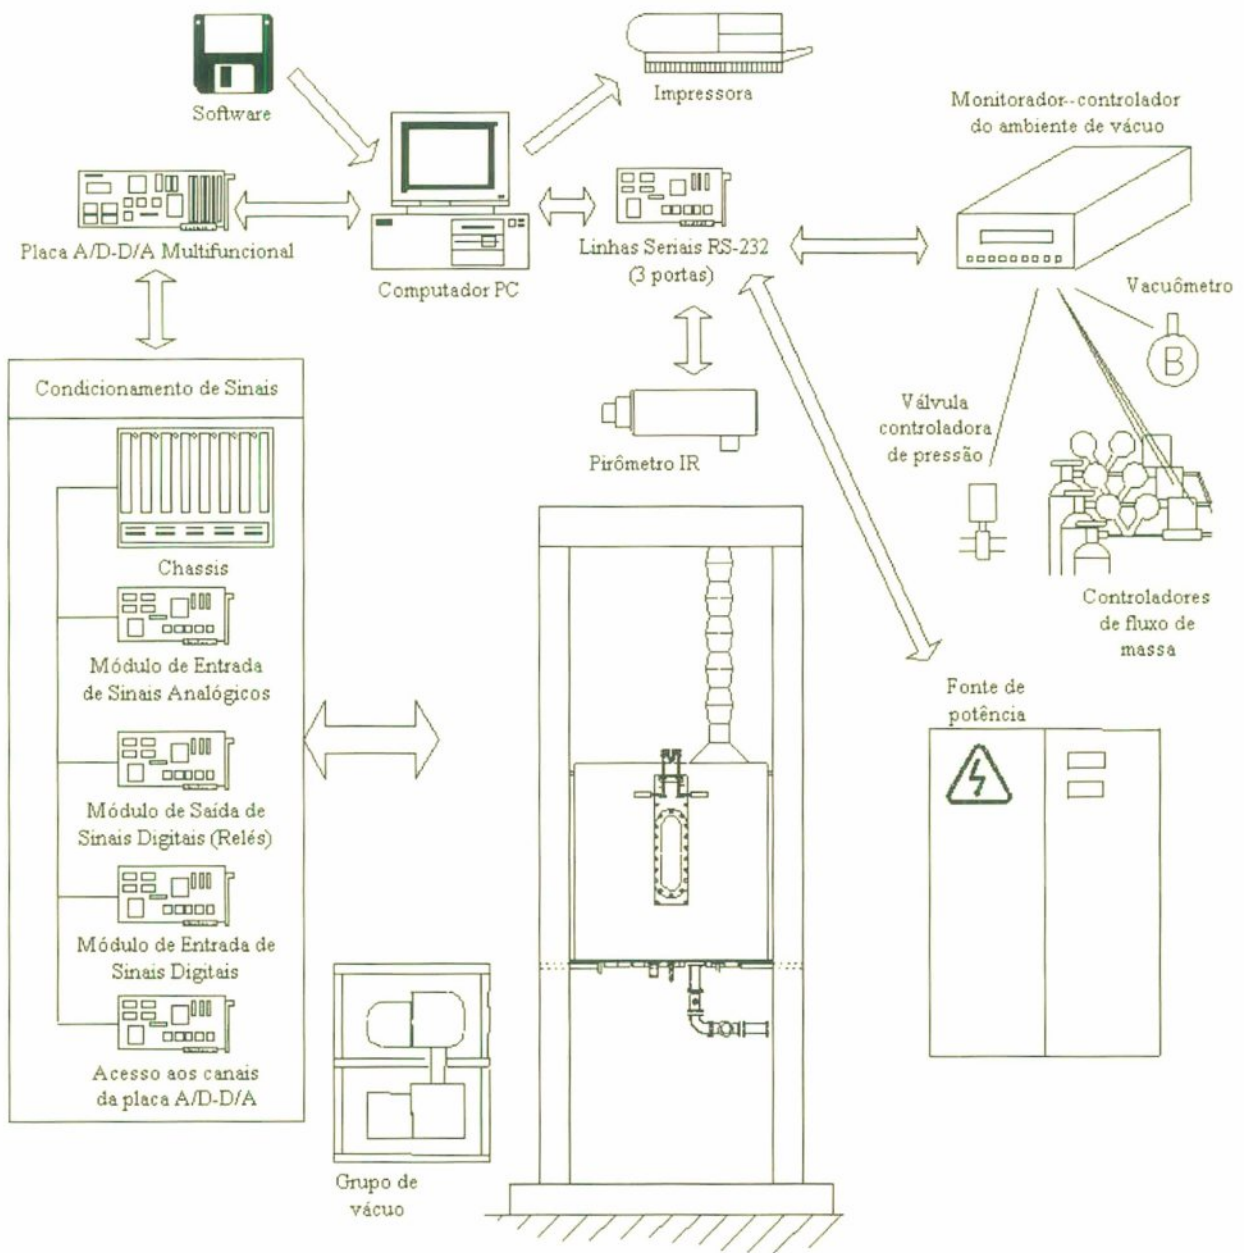 Software
Impressora
Monitorador--controlador
do ambiente de vácuo
Placa A/D-D/A Multifuncional
Computador PC
Linhas Seriais RS-232
(3 portas)
Vacuômetro
B
Condicionamento de Sinais
Válvula
controladora
de pressão
Pirômetro IR
Chassis
Controladores
de fluxo de
massa
Módulo de Entrada
de Sinais Analógicos
Fonte de
potência
Módulo de Saída de
Sinais Digitais (Relés)
Módulo de Entrada de
Sinais Digitais
Acesso aos canais
da placa A/D-D/A
Grupo de
vácuo